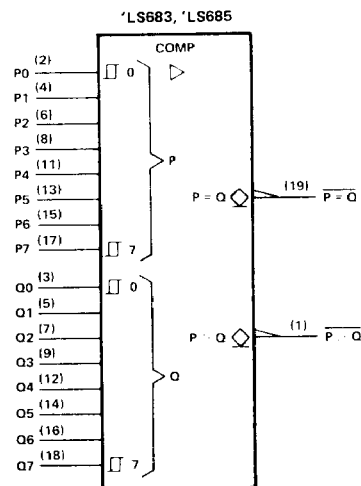 'LS683, 'LS685
COMP
P0 (2) 0
P1 (4)
P2 (6)
P3 (8)
P4 (11)
P5 (13)
P6 (15)
P7 (17) 7
P
P = Q (19) P = Q
Q0 (3) 0
Q1 (5)
Q2 (7)
Q3 (9)
Q4 (12)
Q5 (14)
Q6 (16)
Q7 (18) 7
Q
P Q (1) P Q